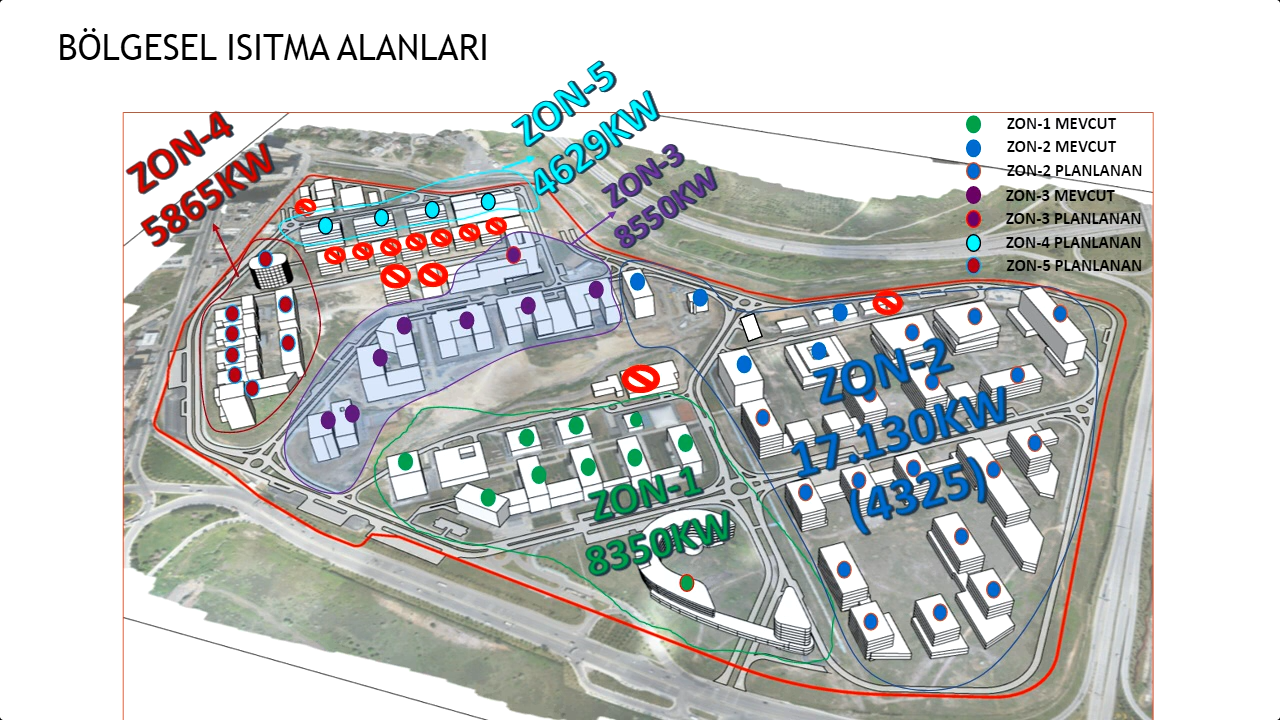 BÖLGESEL ISITMA ALANLARI
ZON-5
4629KW
ZON-4
5865KW
ZON-3
8550KW
ZON-1 MEVCUT
ZON-2 MEVCUT
ZON-2 PLANLANAN
ZON-3 MEVCUT
ZON-3 PLANLANAN
ZON-4 PLANLANAN
ZON-5 PLANLANAN
ZON-2
17.130KW
(4325)
ZON-1
8350KW